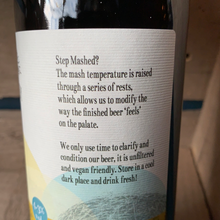 Step Mashed?
The mash temperature is raised
through a series of rests,
which allows us to modify the
way the finished beer 'feels'
on the palate.
We only use time to clarify and
condition our beer, it is unfiltered
and vegan friendly. Store in a cool
dark place and drink fresh!